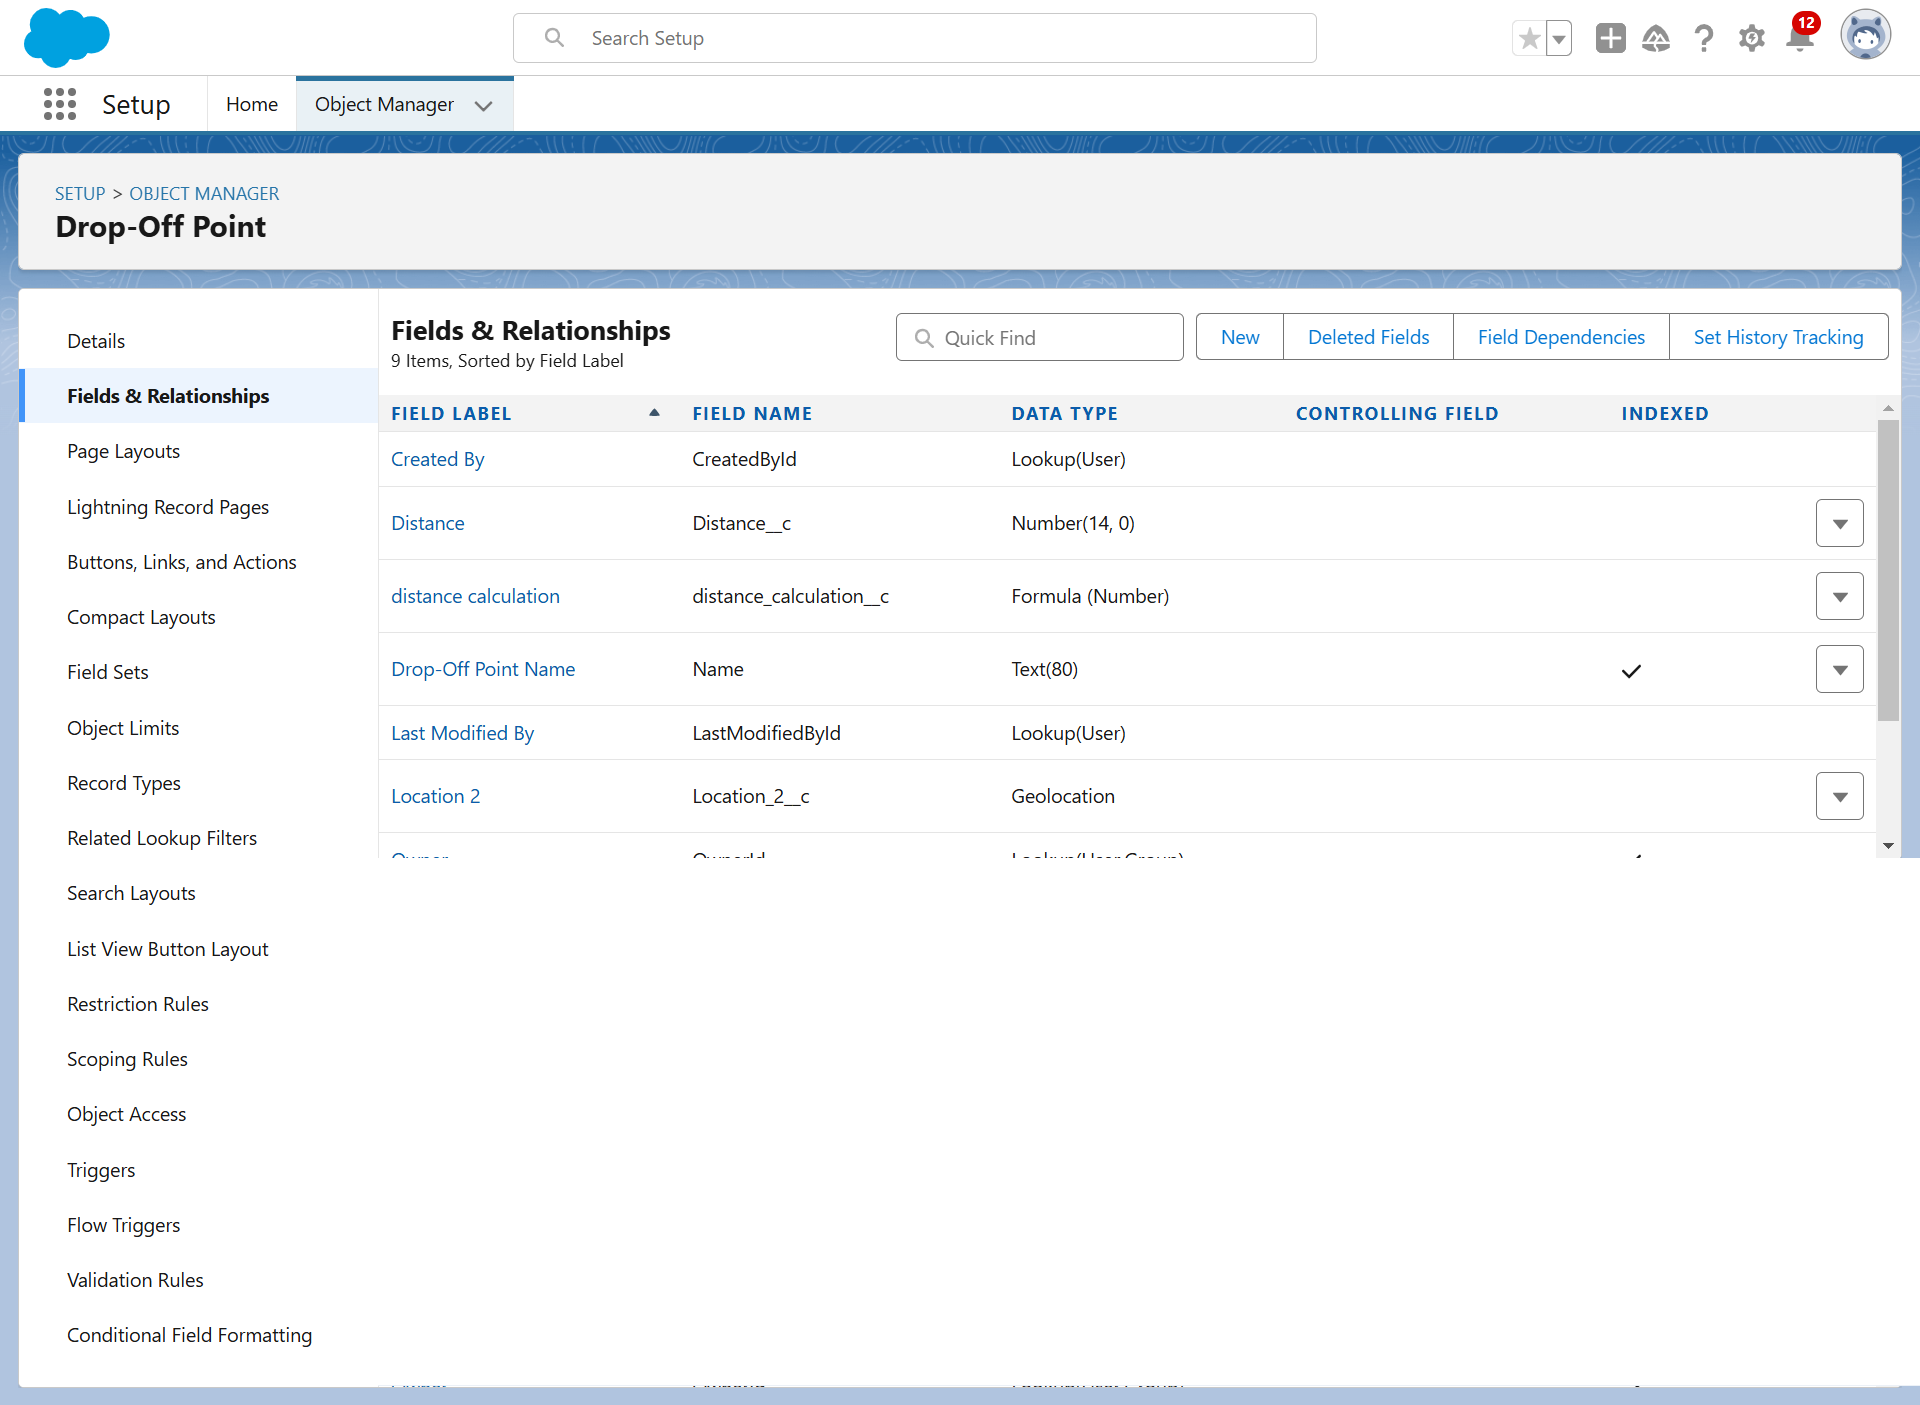 Search Setup
12
Setup
Home
Object Manager
SETUP > OBJECT MANAGER
Drop-Off Point
Details
Fields & Relationships
Page Layouts
Lightning Record Pages
Buttons, Links, and Actions
Compact Layouts
Field Sets
Object Limits
Record Types
Related Lookup Filters
Search Layouts
List View Button Layout
Restriction Rules
Scoping Rules
Object Access
Triggers
Flow Triggers
Validation Rules
Conditional Field Formatting
Fields & Relationships
9 Items, Sorted by Field Label
Quick Find
New
Deleted Fields
Field Dependencies
Set History Tracking
FIELD LABEL FIELD NAME DATA TYPE CONTROLLING FIELD INDEXED
Created By CreatedById Lookup(User)
Distance Distance__c Number(14, 0)
distance calculation distance_calculation__c Formula (Number)
Drop-Off Point Name Name Text(80)
Last Modified By LastModifiedById Lookup(User)
Location 2 Location_2__c Geolocation
Owner OwnerId Lookup(User,Group)